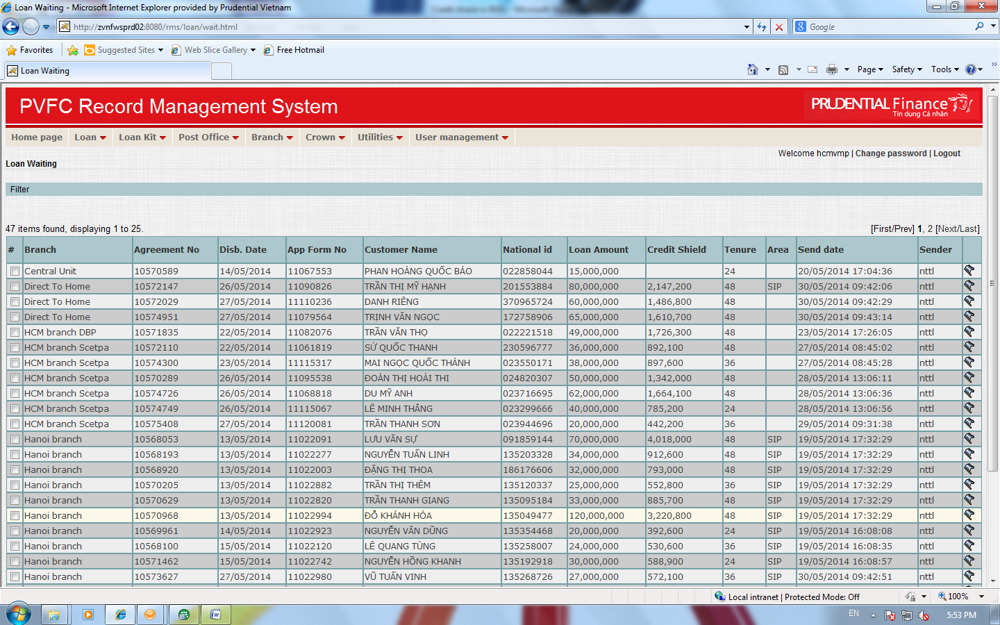 Loan Waiting - Microsoft Internet Explorer provided by Prudential Vietnam
http://zvnfwsprd02:8080/rms/loan/wait.html
Google
Favorites Suggested Sites Web Slice Gallery Free Hotmail
Loan Waiting
Page Safety Tools
PVFC Record Management System
PRUDENTIAL Finance
Tín dụng Cá nhân
Home page Loan Loan Kit Post Office Branch Crown Utilities User management
Welcome hcmvmp | Change password | Logout
Loan Waiting
Filter
47 items found, displaying 1 to 25. [First/Prev] 1, 2 [Next/Last]
# Branch Agreement No Disb. Date App Form No Customer Name National id Loan Amount Credit Shield Tenure Area Send date Sender
Central Unit 10570589 14/05/2014 11067553 PHAN HOÀNG QUỐC BẢO 022858044 15,000,000 24 20/05/2014 17:04:36 nttl
Direct To Home 10572147 26/05/2014 11090826 TRẦN THỊ MỸ HẠNH 201553884 80,000,000 2,147,200 48 SIP 30/05/2014 09:42:06 nttl
Direct To Home 10572029 27/05/2014 11110236 DANH RIÊNG 370965724 60,000,000 1,486,800 48 30/05/2014 09:42:29 nttl
Direct To Home 10574951 27/05/2014 11079564 TRỊNH VĂN NGỌC 172758906 65,000,000 1,610,700 48 30/05/2014 09:43:14 nttl
HCM branch DBP 10571835 22/05/2014 11082076 TRẦN VĂN THỌ 022221518 49,000,000 1,726,300 48 23/05/2014 17:26:05 nttl
HCM branch Scetpa 10572110 22/05/2014 11061819 SỬ QUỐC THANH 230596777 36,000,000 892,100 48 27/05/2014 08:45:02 nttl
HCM branch Scetpa 10574300 23/05/2014 11115317 MAI NGỌC QUỐC THÀNH 023550171 38,000,000 897,600 36 27/05/2014 08:45:28 nttl
HCM branch Scetpa 10570289 26/05/2014 11095538 ĐOÀN THỊ HOÀI THI 024820307 50,000,000 1,342,000 48 28/05/2014 13:06:11 nttl
HCM branch Scetpa 10574726 26/05/2014 11068818 DU MỸ ANH 023716695 62,000,000 1,664,100 48 28/05/2014 13:06:36 nttl
HCM branch Scetpa 10574749 26/05/2014 11115067 LÊ MINH THẮNG 023299666 40,000,000 785,200 24 28/05/2014 13:06:56 nttl
HCM branch Scetpa 10575408 27/05/2014 11120081 TRẦN THANH SƠN 023944696 20,000,000 442,200 36 29/05/2014 09:31:38 nttl
Hanoi branch 10568053 13/05/2014 11022091 LƯU VĂN SỰ 091859144 70,000,000 4,018,000 48 SIP 19/05/2014 17:32:29 nttl
Hanoi branch 10568193 13/05/2014 11022277 NGUYỄN TUẤN LINH 135203328 34,000,000 912,600 48 SIP 19/05/2014 17:32:29 nttl
Hanoi branch 10568920 13/05/2014 11022003 ĐẶNG THỊ THOA 186176606 32,000,000 793,000 48 SIP 19/05/2014 17:32:29 nttl
Hanoi branch 10570205 13/05/2014 11022882 TRẦN THỊ THÊM 135120337 25,000,000 552,800 36 SIP 19/05/2014 17:32:29 nttl
Hanoi branch 10570629 13/05/2014 11022820 TRẦN THANH GIANG 135095184 33,000,000 885,700 48 SIP 19/05/2014 17:32:29 nttl
Hanoi branch 10570968 13/05/2014 11022994 ĐỖ KHÁNH HÒA 135049477 120,000,000 3,220,800 48 SIP 19/05/2014 17:32:29 nttl
Hanoi branch 10569961 14/05/2014 11022923 NGUYỄN VĂN DŨNG 135354468 20,000,000 392,600 24 SIP 19/05/2014 16:08:08 nttl
Hanoi branch 10568100 15/05/2014 11022120 LÊ QUANG TÙNG 135258007 24,000,000 530,600 36 SIP 19/05/2014 16:08:35 nttl
Hanoi branch 10571462 15/05/2014 11022742 NGUYỄN HỒNG KHANH 135192918 30,000,000 588,900 24 SIP 19/05/2014 16:08:57 nttl
Hanoi branch 10573627 27/05/2014 11022980 VŨ TUẤN VINH 135268726 27,000,000 572,100 36 SIP 30/05/2014 09:42:51 nttl
Local intranet | Protected Mode: Off 100%
EN 5:53 PM